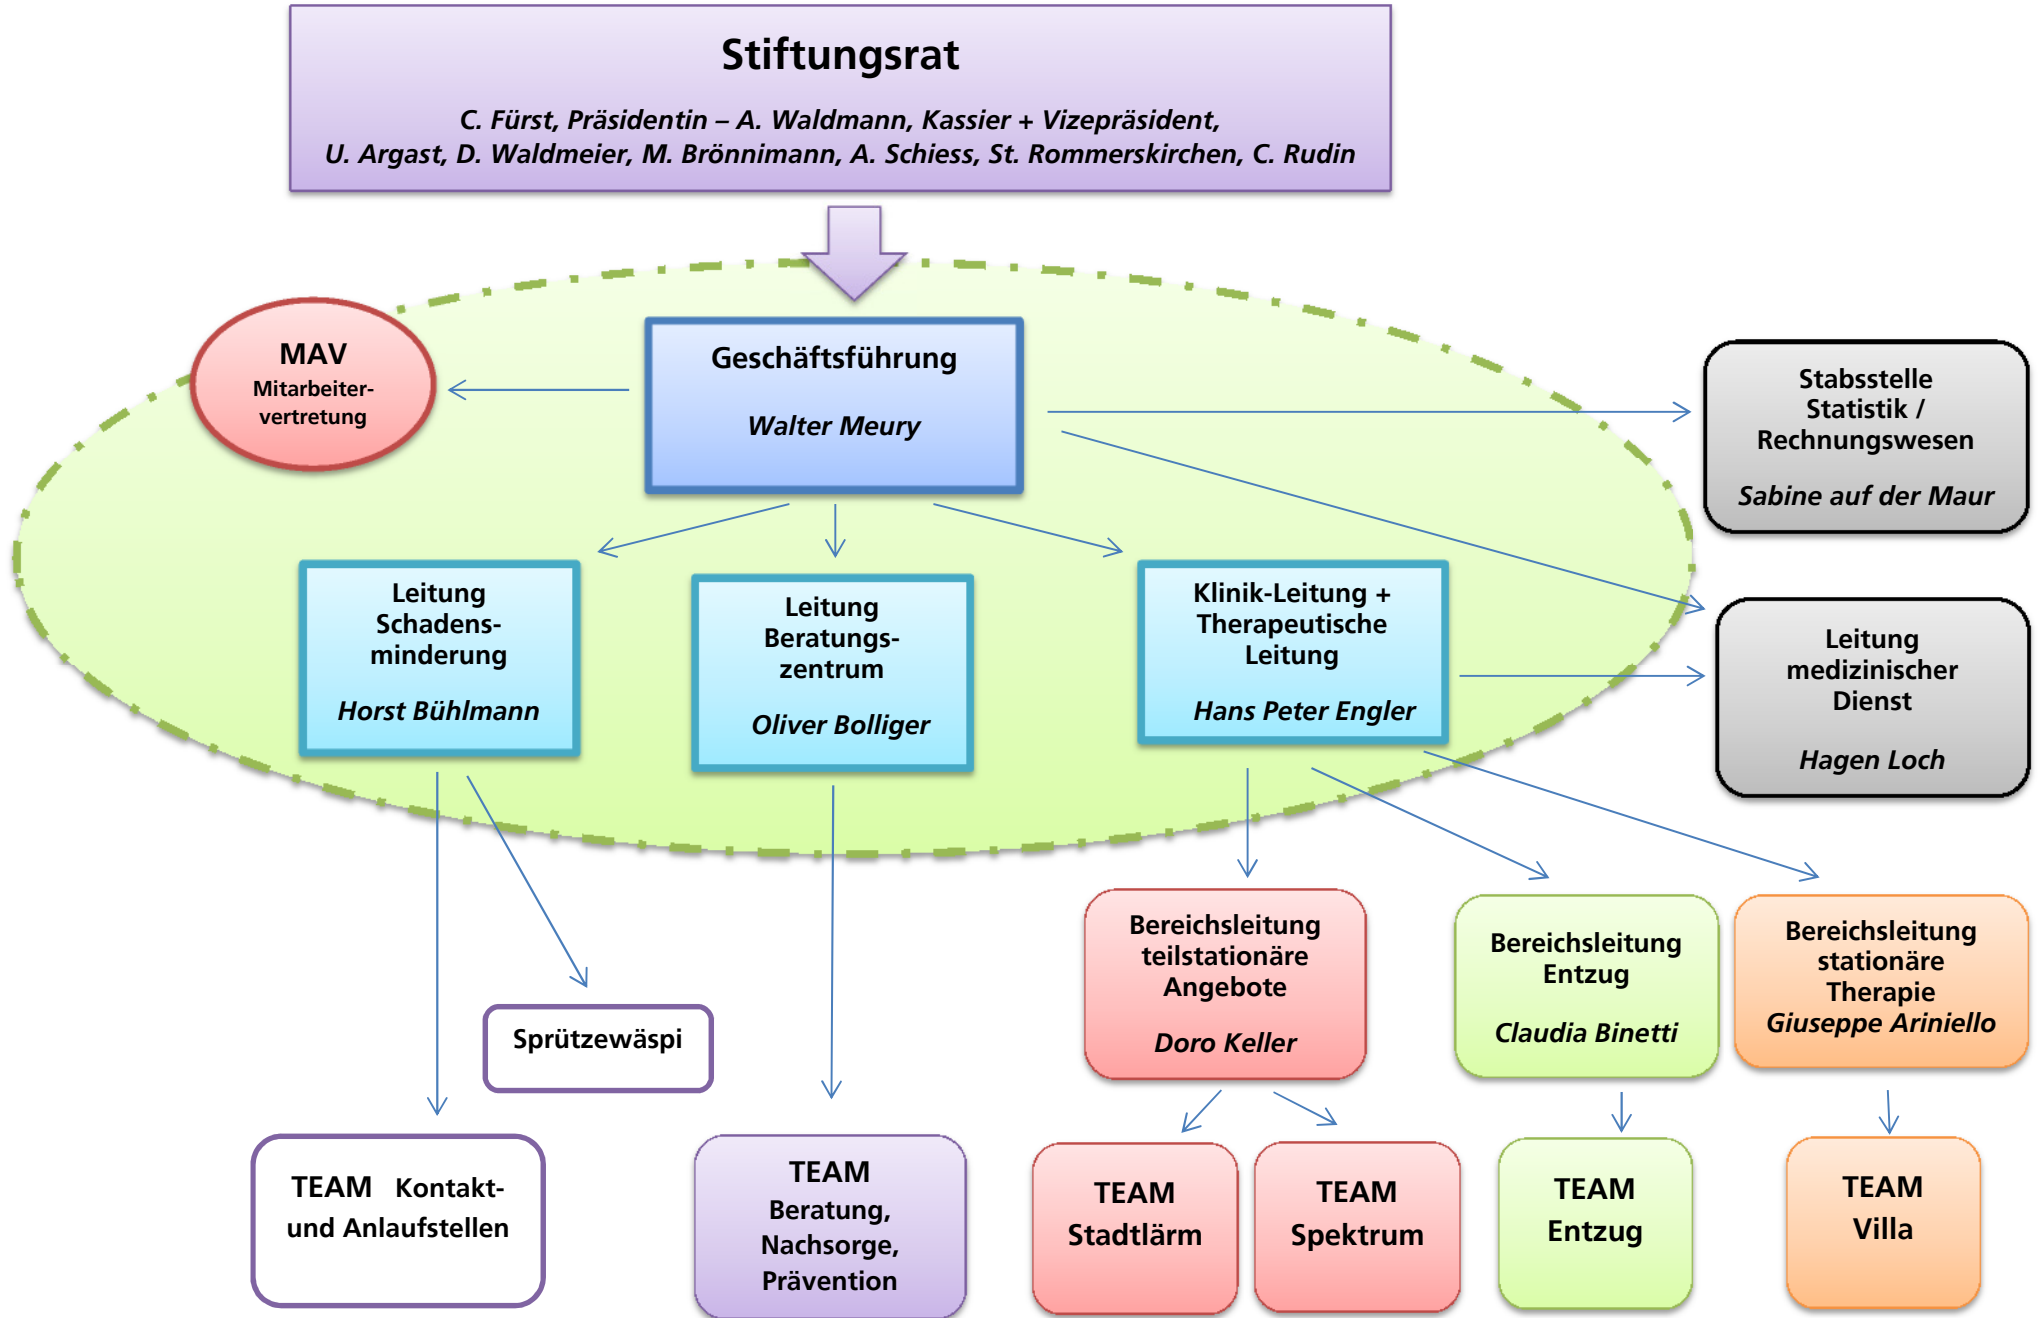 Stiftungsrat
C. Fürst, Präsidentin – A. Waldmann, Kassier + Vizepräsident,
U. Argast, D. Waldmeier, M. Brönnimann, A. Schiess, St. Rommerskirchen, C. Rudin
MAV
Mitarbeiter-
vertretung
Geschäftsführung
Walter Meury
Stabsstelle
Statistik /
Rechnungswesen
Sabine auf der Maur
Leitung
Schadens-
minderung
Horst Bühlmann
Leitung
Beratungs-
zentrum
Oliver Bolliger
Klinik-Leitung +
Therapeutische
Leitung
Hans Peter Engler
Leitung
medizinischer
Dienst
Hagen Loch
Bereichsleitung
teilstationäre
Angebote
Doro Keller
Bereichsleitung
Entzug
Claudia Binetti
Bereichsleitung
stationäre
Therapie
Giuseppe Ariniello
Sprützewäspi
TEAM Kontakt-
und Anlaufstellen
TEAM
Beratung,
Nachsorge,
Prävention
TEAM
Stadtlärm
TEAM
Spektrum
TEAM
Entzug
TEAM
Villa